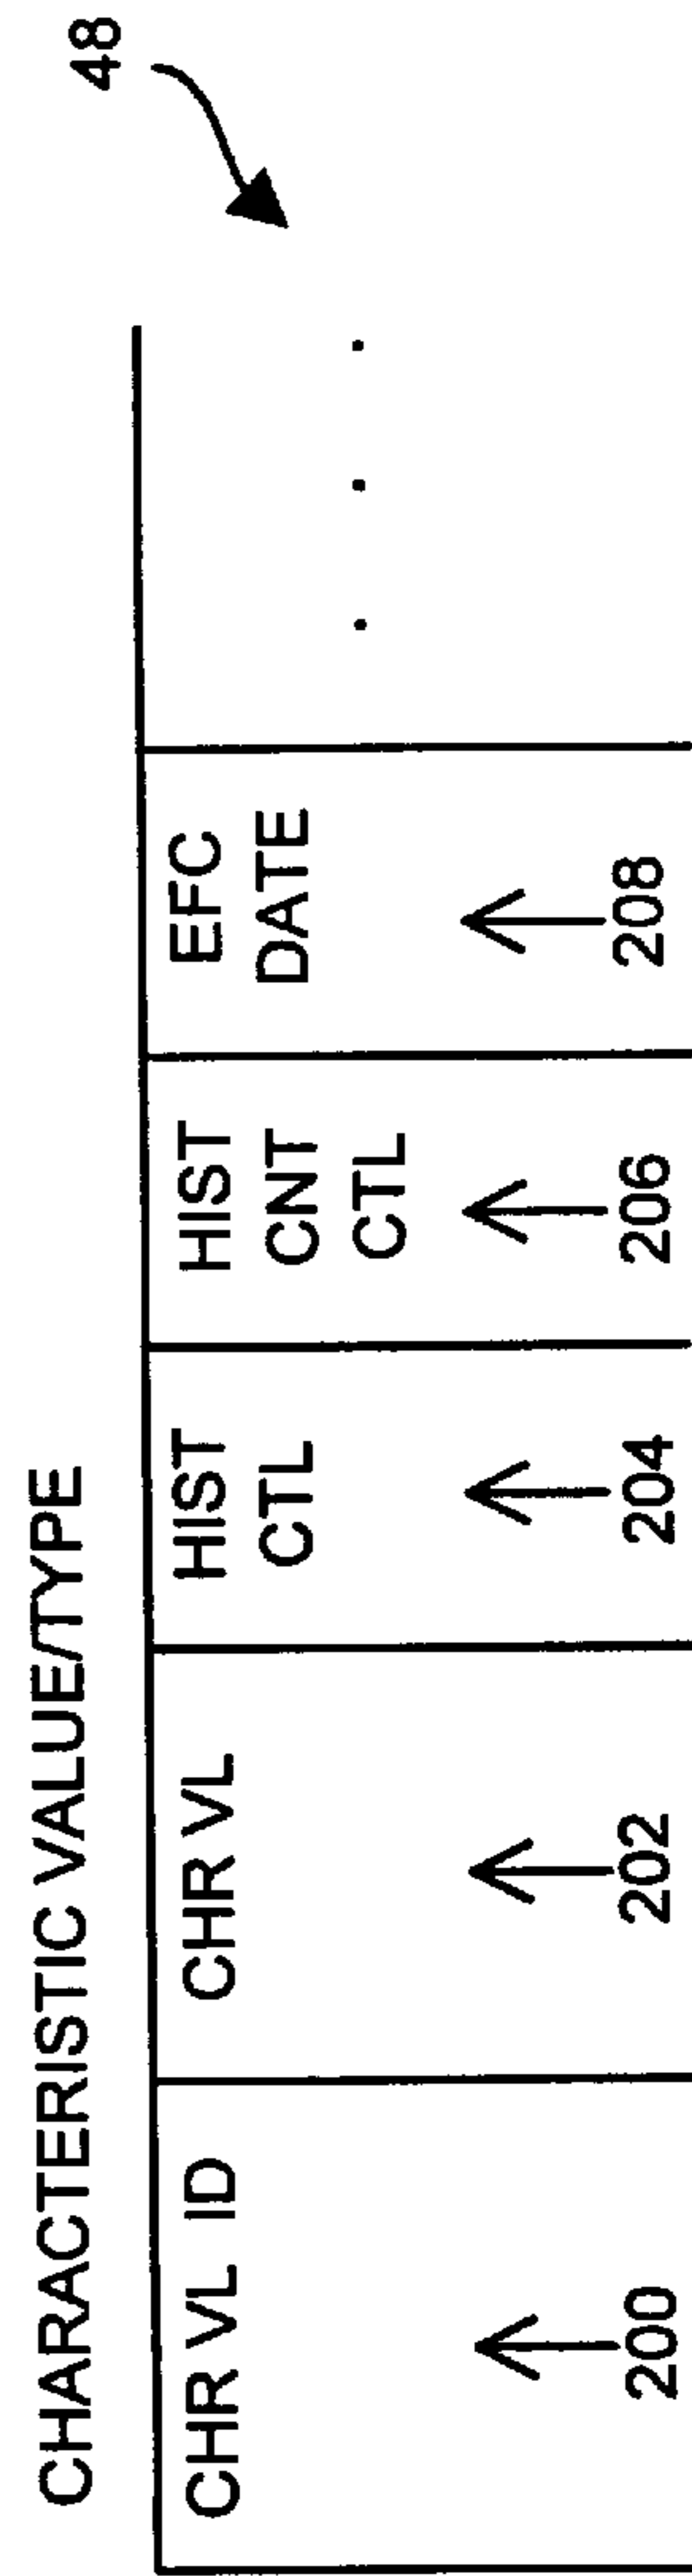 48
CHARACTERISTIC VALUE/TYPE
CHR VL ID
CHR VL
HIST
CTL
HIST
CNT
CTL
EFC
DATE
. . .
200
202
204
206
208